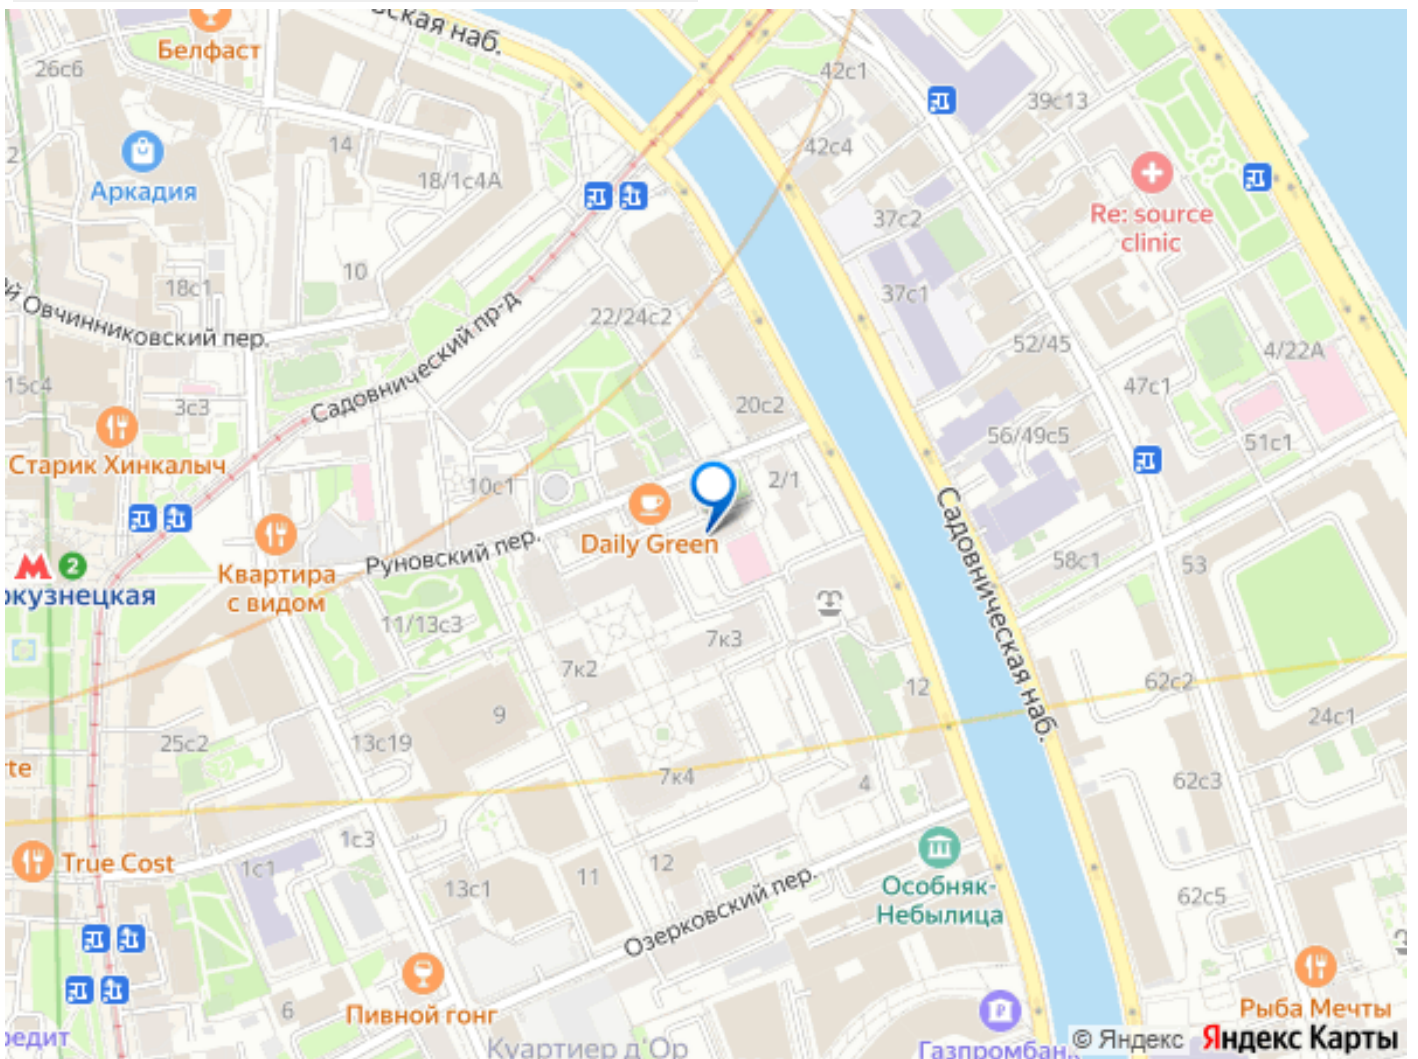 ская наб.
Белфаст
26с6
42с1
39с13
14
42с4
2
18/1с4А
Аркадия
Re: source
clinic
37с2
10
18с1
37с1
й Овчинниковский пер.
Садовнический пр-д
22/24с2
52/45
4/22А
15с4
47с1
3с3
20с2
56/49с5
51с1
Старик Хинкалыч
10с1
2/1
Садовническая наб.
Руновский пер.
Daily Green
58с1
53
2
Квартира
с видом
окузнецкая
11/13с3
7к3
7к2
62с2
12
9
24с1
25с2
13с19
te
7к4
4
62с3
1с3
True Cost
1с1
12
11
13с1
Озерковский пер.
Особняк-
Небылица
62с5
Пивной гонг
6
Рыба Мечты
редит
Квартиер д'Ор
Газпромбанк
© Яндекс Яндекс Карты